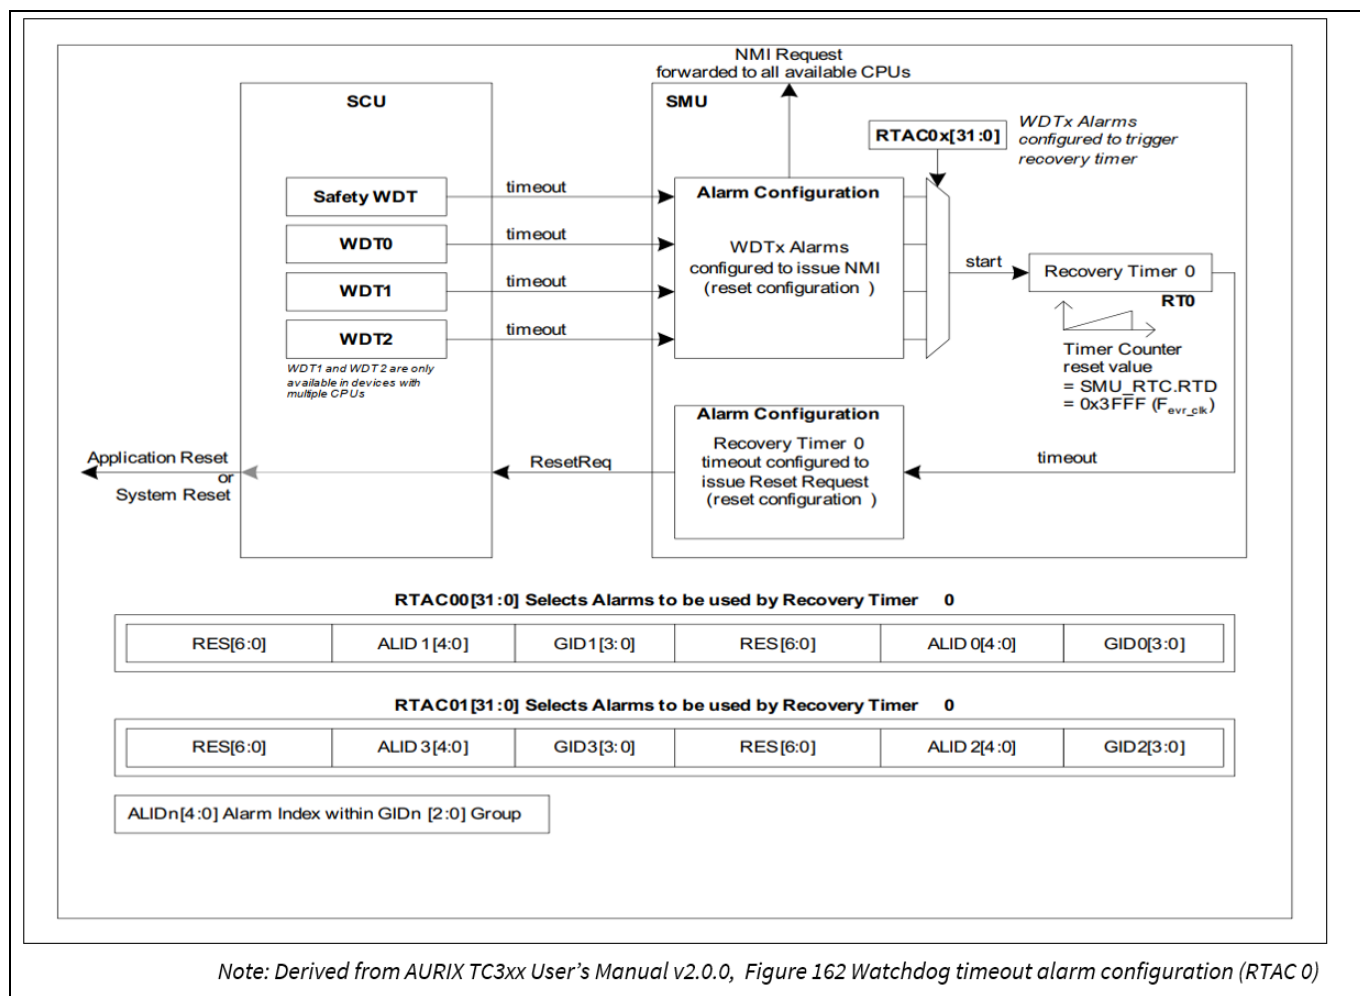 NMI Request
forwarded to all available CPUs
SCU
SMU
RTAC0x[31:0]
WDTx Alarms
configured to trigger
recovery timer
Safety WDT
timeout
Alarm Configuration
WDT0
timeout
WDTx Alarms
configured to issue NMI
(reset configuration )
start
Recovery Timer 0
WDT1
timeout
RT0
WDT2
timeout
WDT1 and WDT2 are only
available in devices with
multiple CPUs
Timer Counter
reset value
= SMU_RTC.RTD
= 0x3FFF (Fevr_clk)
Alarm Configuration
Recovery Timer 0
timeout configured to
issue Reset Request
(reset configuration )
timeout
ResetReq
Application Reset
or
System Reset
RTAC00[31:0] Selects Alarms to be used by Recovery Timer 0
RES[6:0] ALID 1[4:0] GID1[3:0] RES[6:0] ALID 0[4:0] GID0[3:0]
RTAC01[31:0] Selects Alarms to be used by Recovery Timer 0
RES[6:0] ALID 3[4:0] GID3[3:0] RES[6:0] ALID 2[4:0] GID2[3:0]
ALIDn[4:0] Alarm Index within GIDn [2:0] Group
Note: Derived from AURIX TC3xx User’s Manual v2.0.0, Figure 162 Watchdog timeout alarm configuration (RTAC 0)